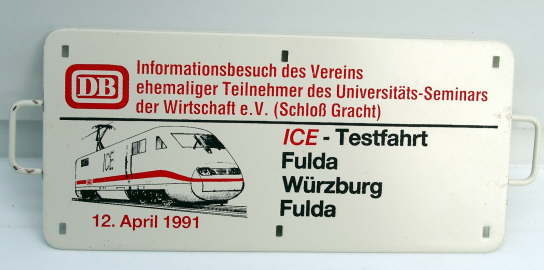 DB
Informationsbesuch des Vereins
ehemaliger Teilnehmer des Universitäts-Seminars
der Wirtschaft e.V. (Schloß Gracht)
ICE
ICE - Testfahrt
Fulda
Würzburg
Fulda
12. April 1991